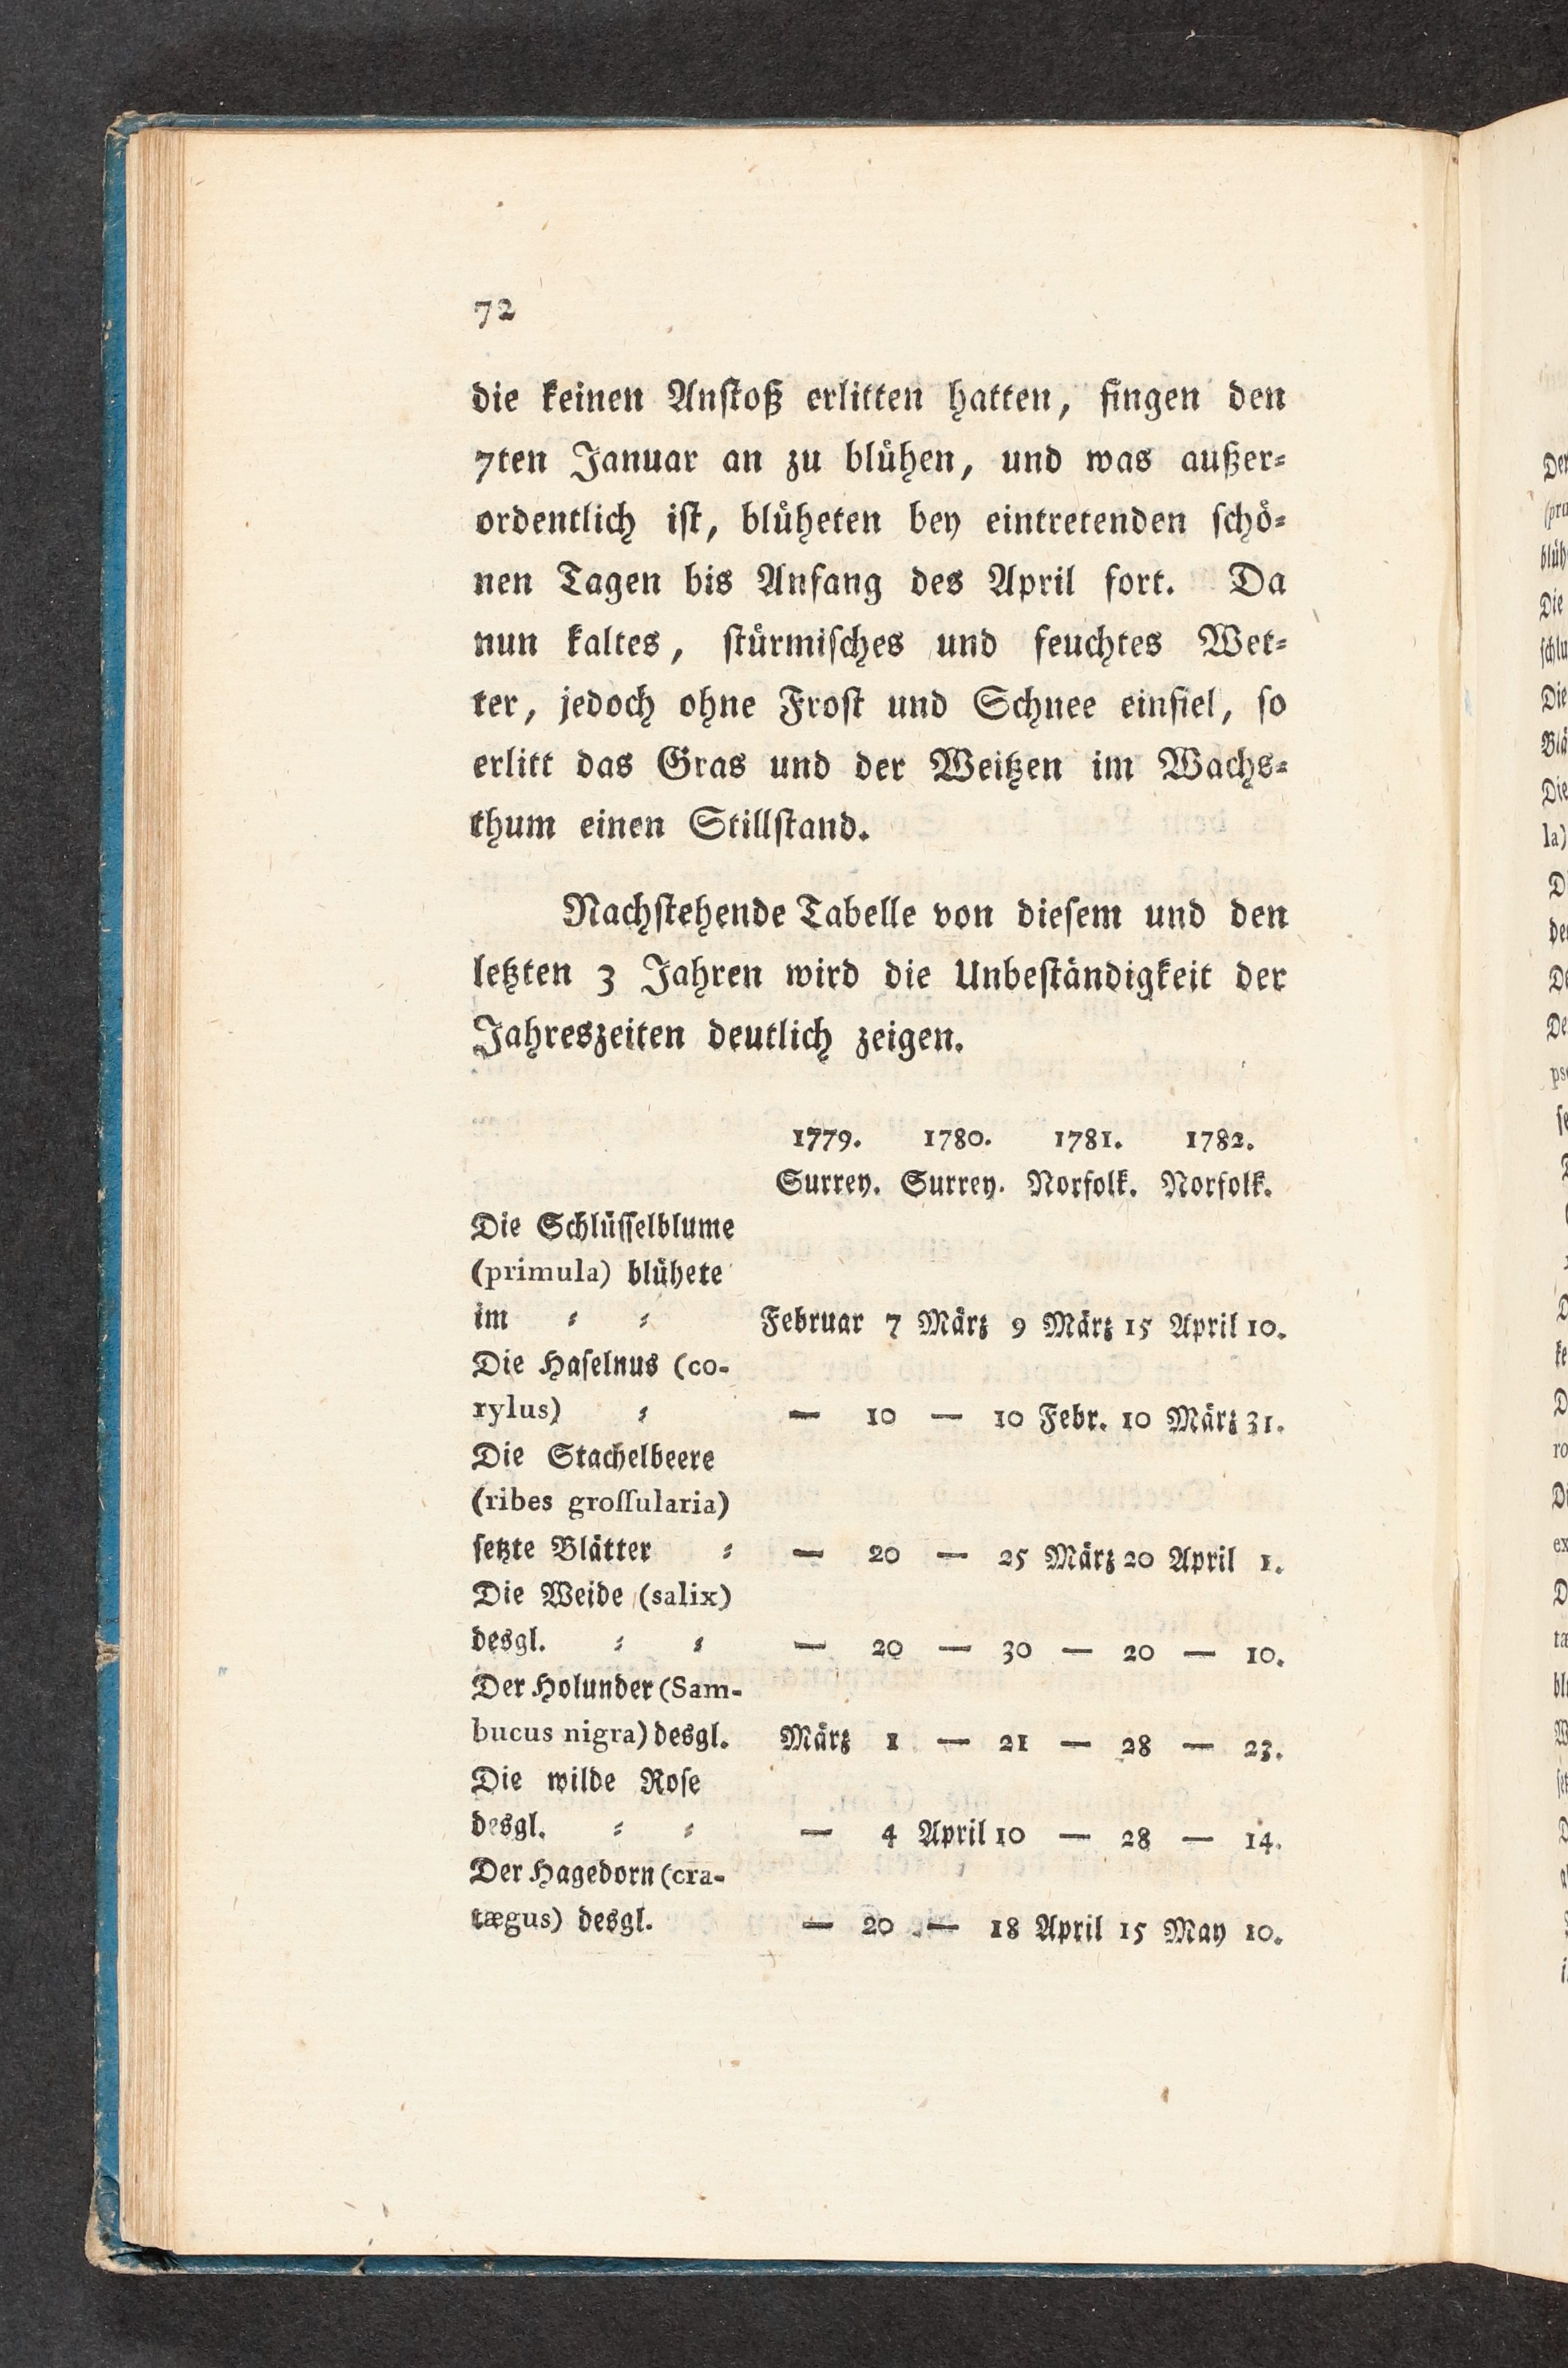 72
die keinen Anstoß erlitten hatten, fingen den
7ten Januar an zu blühen, und was außer-
ordentlich ist, blüheten bey eintretenden schö-
nen Tagen bis Anfang des April fort. Da
nun kaltes, stürmisches und feuchtes Wet-
ter, jedoch ohne Frost und Schnee einfiel, so
erlitt das Gras und der Weitzen im Wachs-
thum einen Stillstand.
Nachstehende Tabelle von diesem und den
letzten 3 Jahren wird die Unbeständigkeit der
Jahreszeiten deutlich zeigen.
1779. 1780. 1781. 1782.
Surrey. Surrey. Norfolk. Norfolk.
Die Schlüsselblume
(primula) blühete
im = = Februar 7 März 9 März 15 April 10.
Die Haselnus (co-
rylus) = — 10 — 10 Febr. 10 März 31.
Die Stachelbeere
(ribes grossularia)
setzte Blätter = — 20 — 25 März 20 April 1.
Die Weide (salix)
desgl. = = — 20 — 30 — 20 — 10.
Der Holunder (Sam-
bucus nigra) desgl. März 1 — 21 — 28 — 23.
Die wilde Rose
desgl. = = — 4 April 10 — 28 — 14.
Der Hagedorn (cra-
tægus) desgl. — 20 — 18 April 15 May 10.